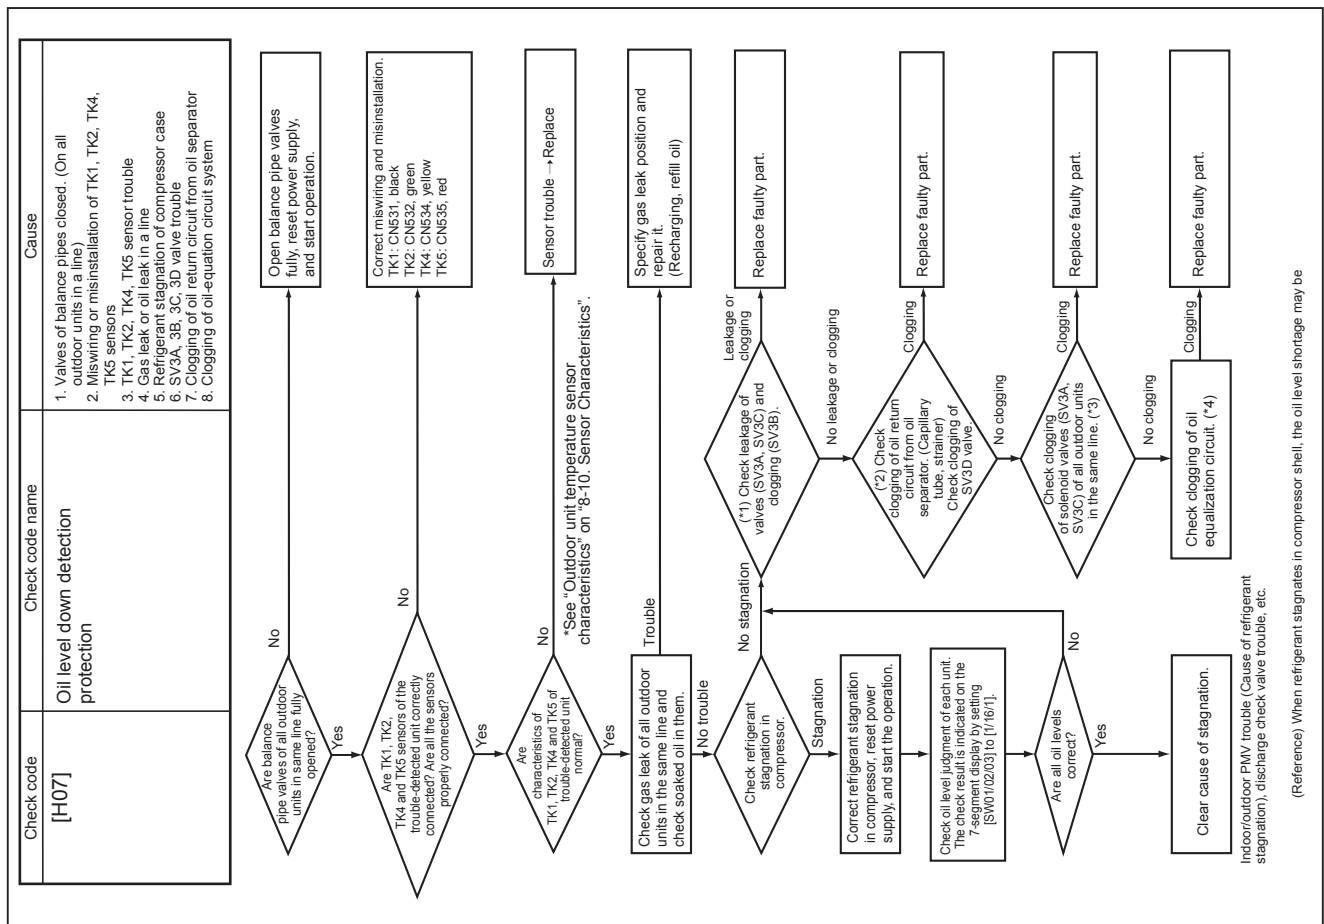 Check code
Check code name
Cause
[H07]
Oil level down detection
protection
1. Valves of balance pipes closed. (On all
outdoor units in a line)
2. Miswiring or misinstallation of TK1, TK2, TK4,
TK5 sensors
3. TK1, TK2, TK4, TK5 sensor trouble
4. Gas leak or oil leak in a line
5. Refrigerant stagnation of compressor case
6. SV3A, 3B, 3C, 3D valve trouble
7. Clogging of oil return circuit from oil separator
8. Clogging of oil-equation circuit system
Are balance
pipe valves of all outdoor
units in same line fully
opened?
No
Open balance pipe valves
fully, reset power supply,
and start operation.
Yes
Are TK1, TK2,
TK4 and TK5 sensors of the
trouble-detected unit correctly
connected? Are all the sensors
properly connected?
No
Correct miswiring and misinstallation.
TK1: CN531, black
TK2: CN532, green
TK4: CN534, yellow
TK5: CN535, red
Yes
Are
characteristics of
TK1, TK2, TK4 and TK5 of
trouble-detected unit
normal?
No
Sensor trouble → Replace
*See “Outdoor unit temperature sensor
characteristics” on “8-10. Sensor Characteristics”.
Yes
Check gas leak of all outdoor
units in the same line and
check soaked oil in them.
Trouble
Specify gas leak position and
repair it.
(Recharging, refill oil)
No trouble
Check refrigerant
stagnation in
compressor.
No stagnation
(*1) Check leakage of
valves (SV3A, SV3C) and
clogging (SV3B).
Leakage or
clogging
Replace faulty part.
Stagnation
No leakage or clogging
Correct refrigerant stagnation
in compressor, reset power
supply, and start the operation.
(*2) Check
clogging of oil return
circuit from oil
separator. (Capillary
tube, strainer)
Check clogging of
SV3D valve.
Clogging
Replace faulty part.
Check oil level judgment of each unit.
The check result is indicated on the
7-segment display by setting
[SW01/02/03] to [1/16/1].
No clogging
Are all oil levels
correct?
No
Check clogging
of solenoid valves (SV3A,
SV3C) of all outdoor units
in the same line. (*3)
Clogging
Replace faulty part.
Yes
No clogging
Clear cause of stagnation.
Check clogging of oil
equalization circuit. (*4)
Clogging
Replace faulty part.
Indoor/outdoor PMV trouble (Cause of refrigerant
stagnation), discharge check valve trouble, etc.
(Reference) When refrigerant stagnates in compressor shell, the oil level shortage may be